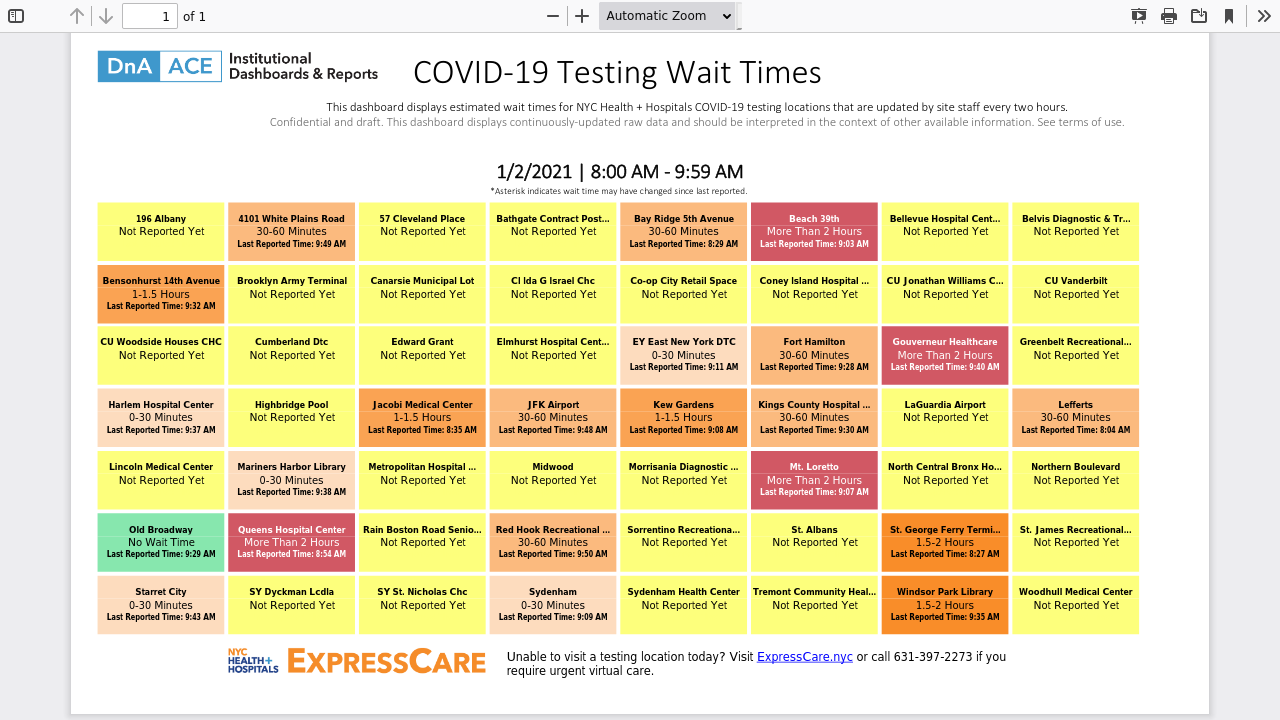 1 of 1 Automatic Zoom
DnA ACE Institutional
Dashboards & Reports
COVID-19 Testing Wait Times
This dashboard displays estimated wait times for NYC Health + Hospitals COVID-19 testing locations that are updated by site staff every two hours.
Confidential and draft. This dashboard displays continuously-updated raw data and should be interpreted in the context of other available information. See terms of use.
1/2/2021 | 8:00 AM - 9:59 AM
*Asterisk indicates wait time may have changed since last reported.
196 Albany
Not Reported Yet
4101 White Plains Road
30-60 Minutes
Last Reported Time: 9:49 AM
57 Cleveland Place
Not Reported Yet
Bathgate Contract Post...
Not Reported Yet
Bay Ridge 5th Avenue
30-60 Minutes
Last Reported Time: 8:29 AM
Beach 39th
More Than 2 Hours
Last Reported Time: 9:03 AM
Bellevue Hospital Cent...
Not Reported Yet
Belvis Diagnostic & Tr...
Not Reported Yet
Bensonhurst 14th Avenue
1-1.5 Hours
Last Reported Time: 9:32 AM
Brooklyn Army Terminal
Not Reported Yet
Canarsie Municipal Lot
Not Reported Yet
Cl Ida G Israel Chc
Not Reported Yet
Co-op City Retail Space
Not Reported Yet
Coney Island Hospital ...
Not Reported Yet
CU Jonathan Williams C...
Not Reported Yet
CU Vanderbilt
Not Reported Yet
CU Woodside Houses CHC
Not Reported Yet
Cumberland Dtc
Not Reported Yet
Edward Grant
Not Reported Yet
Elmhurst Hospital Cent...
Not Reported Yet
EY East New York DTC
0-30 Minutes
Last Reported Time: 9:11 AM
Fort Hamilton
30-60 Minutes
Last Reported Time: 9:28 AM
Gouverneur Healthcare
More Than 2 Hours
Last Reported Time: 9:40 AM
Greenbelt Recreational...
Not Reported Yet
Harlem Hospital Center
0-30 Minutes
Last Reported Time: 9:37 AM
Highbridge Pool
Not Reported Yet
Jacobi Medical Center
1-1.5 Hours
Last Reported Time: 8:35 AM
JFK Airport
30-60 Minutes
Last Reported Time: 9:48 AM
Kew Gardens
1-1.5 Hours
Last Reported Time: 9:08 AM
Kings County Hospital ...
30-60 Minutes
Last Reported Time: 9:30 AM
LaGuardia Airport
Not Reported Yet
Lefferts
30-60 Minutes
Last Reported Time: 8:04 AM
Lincoln Medical Center
Not Reported Yet
Mariners Harbor Library
0-30 Minutes
Last Reported Time: 9:38 AM
Metropolitan Hospital ...
Not Reported Yet
Midwood
Not Reported Yet
Morrisania Diagnostic ...
Not Reported Yet
Mt. Loretto
More Than 2 Hours
Last Reported Time: 9:07 AM
North Central Bronx Ho...
Not Reported Yet
Northern Boulevard
Not Reported Yet
Old Broadway
No Wait Time
Last Reported Time: 9:29 AM
Queens Hospital Center
More Than 2 Hours
Last Reported Time: 8:54 AM
Rain Boston Road Senio...
Not Reported Yet
Red Hook Recreational ...
30-60 Minutes
Last Reported Time: 9:50 AM
Sorrentino Recreationa...
Not Reported Yet
St. Albans
Not Reported Yet
St. George Ferry Termi...
1.5-2 Hours
Last Reported Time: 8:27 AM
St. James Recreational...
Not Reported Yet
Starret City
0-30 Minutes
Last Reported Time: 9:43 AM
SY Dyckman Lcdla
Not Reported Yet
SY St. Nicholas Chc
Not Reported Yet
Sydenham
0-30 Minutes
Last Reported Time: 9:09 AM
Sydenham Health Center
Not Reported Yet
Tremont Community Heal...
Not Reported Yet
Windsor Park Library
1.5-2 Hours
Last Reported Time: 9:35 AM
Woodhull Medical Center
Not Reported Yet
NYC
HEALTH+
HOSPITALS
EXPRESSCARE
Unable to visit a testing location today? Visit ExpressCare.nyc or call 631-397-2273 if you
require urgent virtual care.